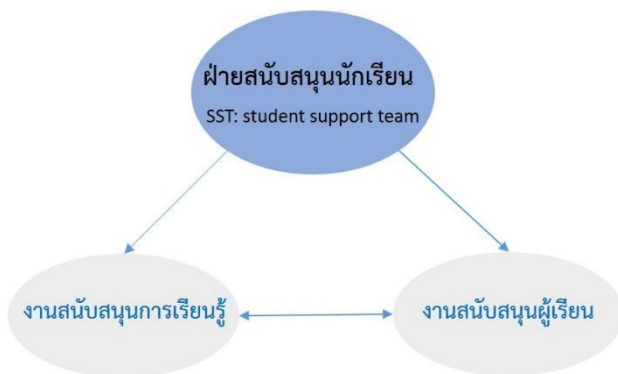 ฝ่ายสนับสนุนนักเรียน
SST: student support team
งานสนับสนุนการเรียนรู้
งานสนับสนุนผู้เรียน